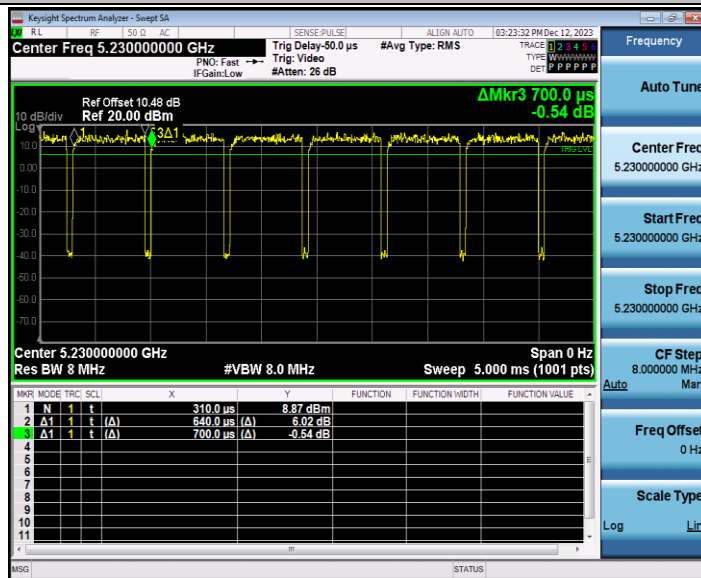 Keysight Spectrum Analyzer - Swept SA
RL RF 50 Ω AC SENSE:PULSE ALIGN AUTO 03:23:32 PM Dec 12, 2023
Center Freq 5.230000000 GHz
PNO: Fast
IFGain:Low
Trig Delay-50.0 µs
Trig: Video
#Atten: 26 dB
#Avg Type: RMS
TRACE 1 2 3 4 5 6
TYPE WWWWWW
DET P P P P P P
Ref Offset 10.48 dB
10 dB/div Ref 20.00 dBm
Log
ΔMkr3 700.0 µs
-0.54 dB
1 3Δ1
TRIG LVL
10.0
0.00
-10.0
-20.0
-30.0
-40.0
-50.0
-60.0
-70.0
Center 5.230000000 GHz Span 0 Hz
Res BW 8 MHz #VBW 8.0 MHz Sweep 5.000 ms (1001 pts)
MKR MODE TRC SCL X Y FUNCTION FUNCTION WIDTH FUNCTION VALUE
1 N 1 t 310.0 µs 8.87 dBm
2 Δ1 1 t (Δ) 640.0 µs (Δ) 6.02 dB
3 Δ1 1 t (Δ) 700.0 µs (Δ) -0.54 dB
4
5
6
7
8
9
10
11
MSG STATUS
Frequency
Auto Tune
Center Freq
5.230000000 GHz
Start Freq
5.230000000 GHz
Stop Freq
5.230000000 GHz
CF Step
8.000000 MHz
Auto Man
Freq Offset
0 Hz
Scale Type
Log Lin